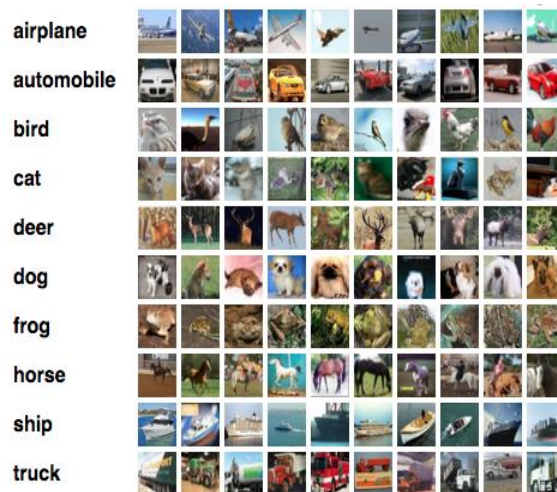 airplane
automobile
bird
cat
deer
dog
frog
horse
ship
truck